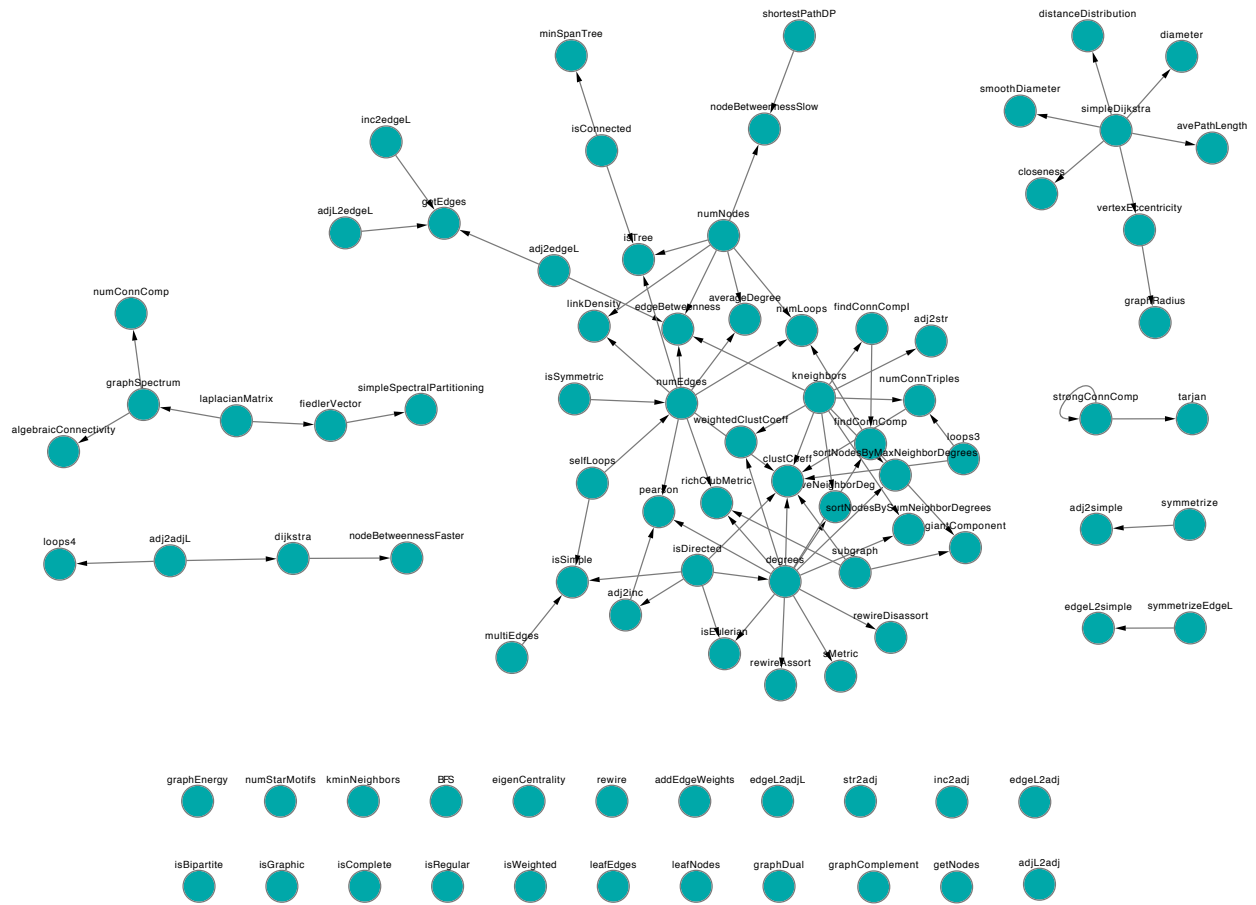 shortestPathDP
distanceDistribution
minSpanTree
diameter
smoothDiameter
simpleDijkstra
nodeBetweennessSlow
inc2edgeL
isConnected
avePathLength
closeness
adjL2edgeL
getEdges
numNodes
vertexEccentricity
isTree
adj2edgeL
numConnComp
linkDensity
edgeBetweenness
averageDegree
numLoops
findConnCompI
adj2str
graphRadius
graphSpectrum
laplacianMatrix
fiedlerVector
simpleSpectralPartitioning
isSymmetric
numEdges
kneighbors
numConnTriples
strongConnComp
tarjan
algebraicConnectivity
weightedClustCoeff
findConnComp
loops3
selfLoops
clustCoeff
sortNodesByMaxNeighborDegrees
pearson
richClubMetric
veNeighborDeg
sortNodesBySumNeighborDegrees
giantComponent
adj2simple
symmetrize
loops4
adj2adjL
dijkstra
nodeBetweennessFaster
isSimple
isDirected
degrees
subgraph
adj2inc
multiEdges
isEulerian
rewireDisassort
edgeL2simple
symmetrizeEdgeL
rewireAssort
sMetric
graphEnergy
numStarMotifs
kminNeighbors
BFS
eigenCentrality
rewire
addEdgeWeights
edgeL2adjL
str2adj
inc2adj
edgeL2adj
isBipartite
isGraphic
isComplete
isRegular
isWeighted
leafEdges
leafNodes
graphDual
graphComplement
getNodes
adjL2adj